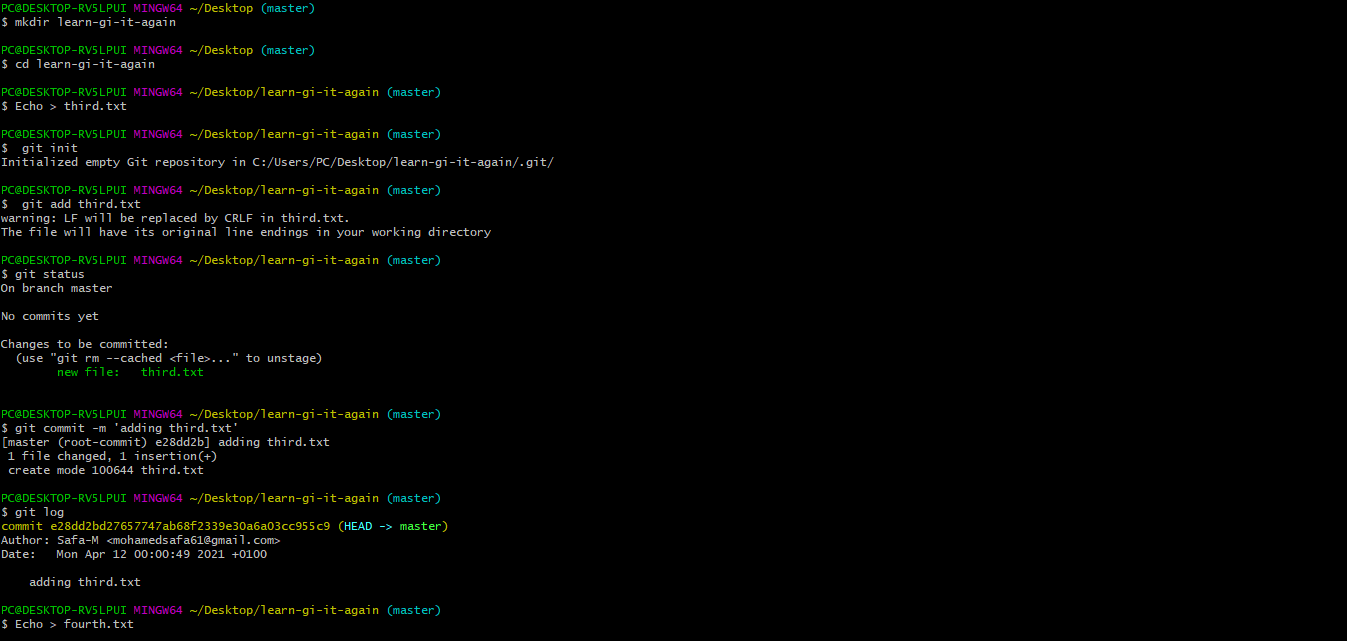 PC@DESKTOP-RV5LPUI MINGW64 ~/Desktop (master)
$ mkdir learn-gi-it-again
PC@DESKTOP-RV5LPUI MINGW64 ~/Desktop (master)
$ cd learn-gi-it-again
PC@DESKTOP-RV5LPUI MINGW64 ~/Desktop/learn-gi-it-again (master)
$ Echo > third.txt
PC@DESKTOP-RV5LPUI MINGW64 ~/Desktop/learn-gi-it-again (master)
$  git init
Initialized empty Git repository in C:/Users/PC/Desktop/learn-gi-it-again/.git/
PC@DESKTOP-RV5LPUI MINGW64 ~/Desktop/learn-gi-it-again (master)
$  git add third.txt
warning: LF will be replaced by CRLF in third.txt.
The file will have its original line endings in your working directory
PC@DESKTOP-RV5LPUI MINGW64 ~/Desktop/learn-gi-it-again (master)
$ git status
On branch master
No commits yet
Changes to be committed:
  (use "git rm --cached <file>..." to unstage)
        new file:   third.txt
PC@DESKTOP-RV5LPUI MINGW64 ~/Desktop/learn-gi-it-again (master)
$ git commit -m 'adding third.txt'
[master (root-commit) e28dd2b] adding third.txt
 1 file changed, 1 insertion(+)
 create mode 100644 third.txt
PC@DESKTOP-RV5LPUI MINGW64 ~/Desktop/learn-gi-it-again (master)
$ git log
commit e28dd2bd27657747ab68f2339e30a6a03cc955c9 (HEAD -> master)
Author: Safa-M <mohamedsafa61@gmail.com>
Date:   Mon Apr 12 00:00:49 2021 +0100
    adding third.txt
PC@DESKTOP-RV5LPUI MINGW64 ~/Desktop/learn-gi-it-again (master)
$ Echo > fourth.txt